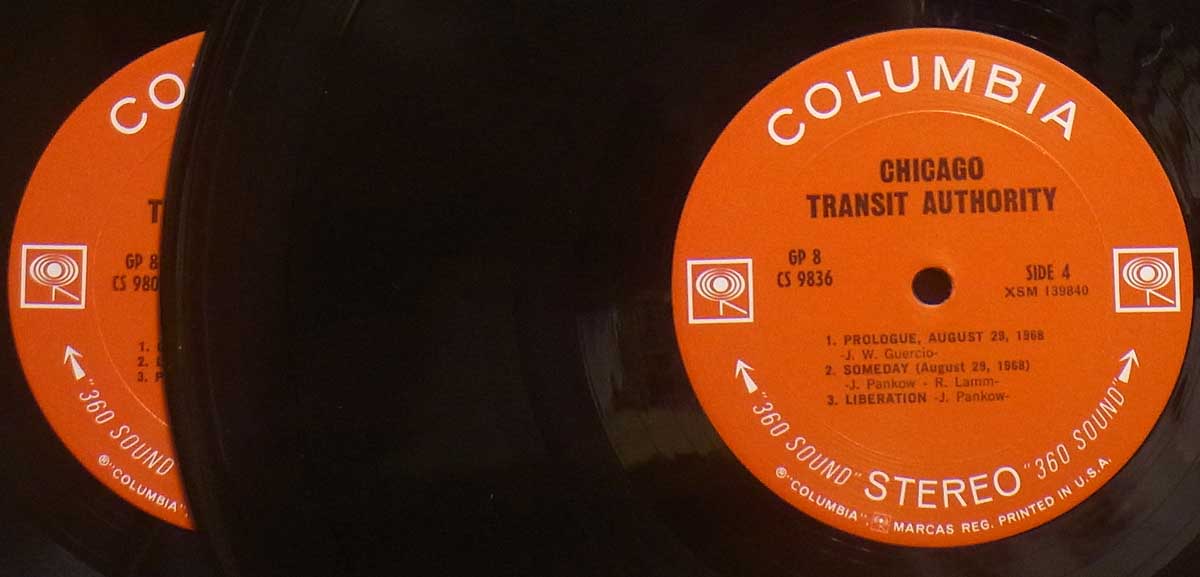 CO
T
GP 8
CS 980
1.
2.
3. P
"360 SOUND
® "COLUMBIA",
COLUMBIA
CHICAGO
TRANSIT AUTHORITY
GP 8
CS 9836
SIDE 4
XSM 139840
1. PROLOGUE, AUGUST 29, 1968
-J. W. Guercio-
2. SOMEDAY (August 29, 1968)
-J. Pankow - R. Lamm-
3. LIBERATION -J. Pankow-
"360 SOUND" STEREO "360 SOUND"
® "COLUMBIA", MARCAS REG. PRINTED IN U.S.A.